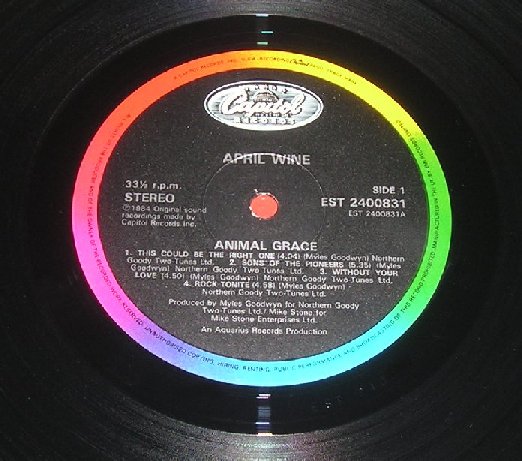 Capitol
RECORDS
APRIL WINE
33⅓ r.p.m.
STEREO
℗1984 Original sound
recordings made by
Capitol Records Inc.
SIDE 1
EST 2400831
EST 2400831A
ANIMAL GRACE
1. THIS COULD BE THE RIGHT ONE (4.04) (Myles Goodwyn) Northern
Goody Two-Tunes Ltd. 2. SONS OF THE PIONEERS (5.35) (Myles
Goodwyn) Northern Goody Two Tunes Ltd. 3. WITHOUT YOUR
LOVE (4.50) (Myles Goodwyn) Northern Goody Two-Tunes Ltd.
4. ROCK TONITE (4.58) (Myles Goodwyn)
Northern Goody Two-Tunes Ltd.
Produced by Myles Goodwyn for Northern Goody
Two-Tunes Ltd./ Mike Stone for
Mike Stone Enterprises Ltd.
An Aquarius Records Production